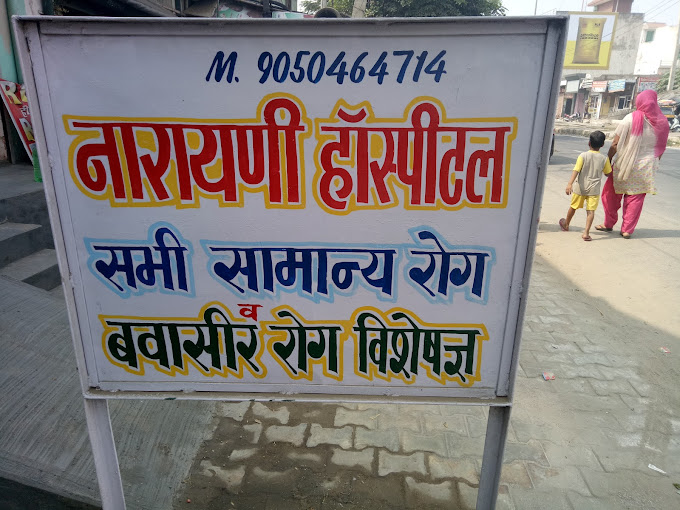 M. 9050464714
नारायणी हॉस्पीटल
सभी सामान्य रोग
व
बवासीर रोग विशेषज्ञ